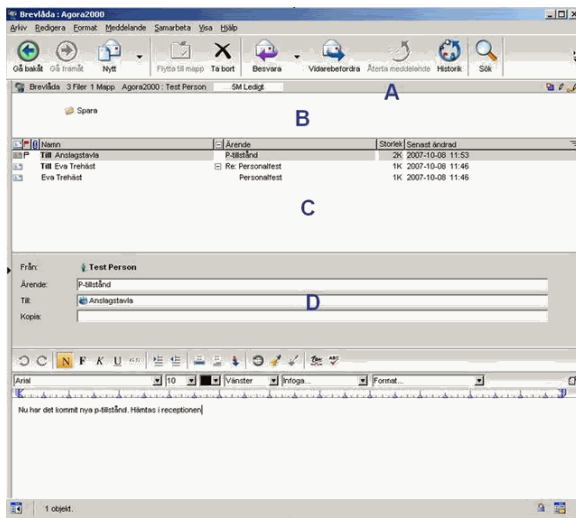 Brevlåda : Agora2000
Arkiv Redigera Format Meddelande Samarbeta Visa Hjälp
Gå bakåt Gå framåt Nytt Flytta till mapp Ta bort Besvara Vidarebefordra Återta meddelende Historik Sök
A
Brevlåda 3 Filer 1 Mapp Agora2000 : Test Person 5M Ledigt
Spara
B
Namn Ärende Storlek Senast ändrad
Till Anslagstavla P-tillstånd 2K 2007-10-08 11:53
Till Eva Trehäst Re: Personalfest 1K 2007-10-08 11:46
Eva Trehäst Personalfest 1K 2007-10-08 11:46
C
Från: Test Person
Ärende: P-tillstånd
Till: Anslagstavla
D
Kopia:
N F K U
Arial 10 Vänster Infoga... Format...
Nu har det kommit nya p-tillstånd. Hämtas i receptionen
1 objekt.